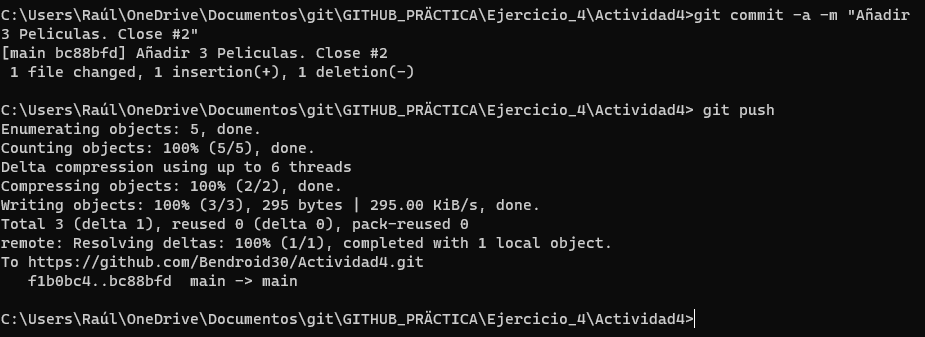 C:\Users\Raúl\OneDrive\Documentos\git\GITHUB_PRÄCTICA\Ejercicio_4\Actividad4>git commit -a -m "Añadir
3 Peliculas. Close #2"
[main bc88bfd] Añadir 3 Peliculas. Close #2
 1 file changed, 1 insertion(+), 1 deletion(-)
C:\Users\Raúl\OneDrive\Documentos\git\GITHUB_PRÄCTICA\Ejercicio_4\Actividad4> git push
Enumerating objects: 5, done.
Counting objects: 100% (5/5), done.
Delta compression using up to 6 threads
Compressing objects: 100% (2/2), done.
Writing objects: 100% (3/3), 295 bytes | 295.00 KiB/s, done.
Total 3 (delta 1), reused 0 (delta 0), pack-reused 0
remote: Resolving deltas: 100% (1/1), completed with 1 local object.
To https://github.com/Bendroid30/Actividad4.git
   f1b0bc4..bc88bfd  main -> main
C:\Users\Raúl\OneDrive\Documentos\git\GITHUB_PRÄCTICA\Ejercicio_4\Actividad4>